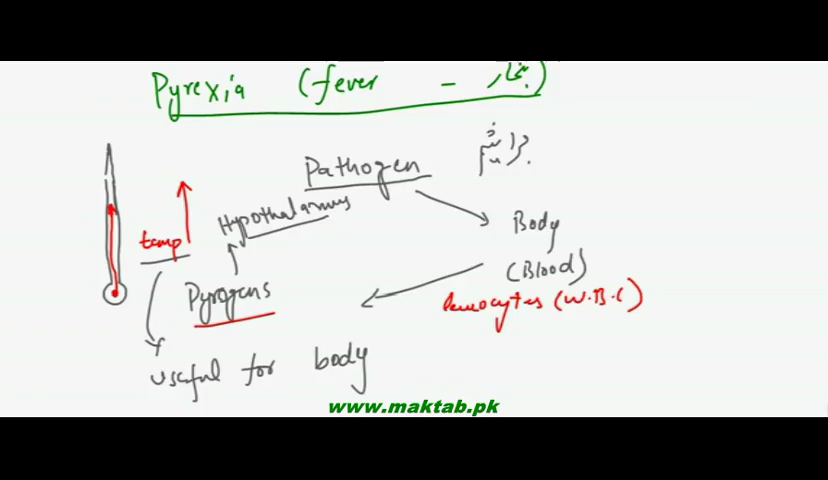 Pyrexia (fever - بخار)
Pathogen جراثیم
Hypothalamus
Body
temp
(Blood)
Pyrogens
leucocytes (W.B.C)
useful for body
www.maktab.pk